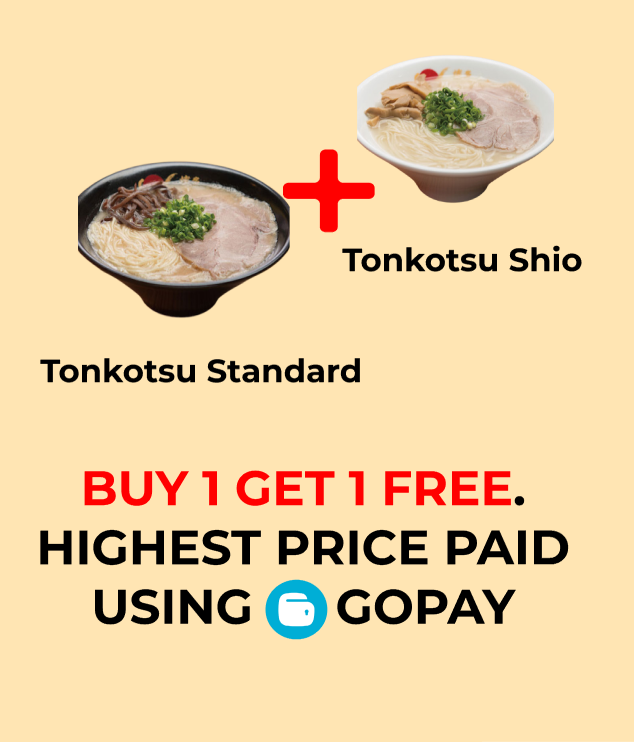 Tonkotsu Shio
Tonkotsu Standard
BUY 1 GET 1 FREE.
HIGHEST PRICE PAID
USING GOPAY